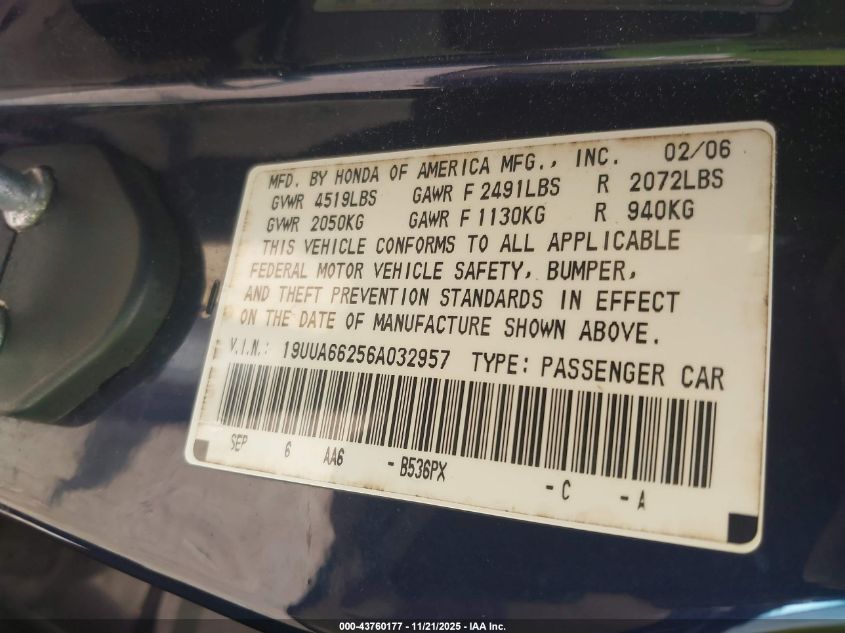 MFD. BY HONDA OF AMERICA MFG., INC. 02/06
GVWR 4519LBS GAWR F 2491LBS R 2072LBS
GVWR 2050KG GAWR F 1130KG R 940KG
THIS VEHICLE CONFORMS TO ALL APPLICABLE
FEDERAL MOTOR VEHICLE SAFETY, BUMPER,
AND THEFT PREVENTION STANDARDS IN EFFECT
ON THE DATE OF MANUFACTURE SHOWN ABOVE.
V.I.N.: 19UUA66256A032957 TYPE: PASSENGER CAR
SEP 6 AA6 - B536PX - C - A
000-43760177 - 11/21/2025 - IAA Inc.